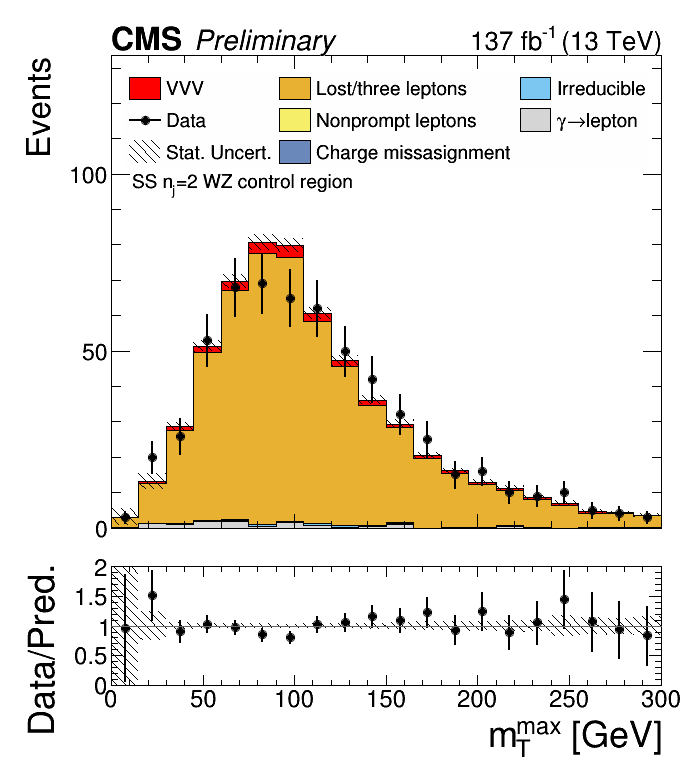 CMS Preliminary 137 fb⁻¹ (13 TeV)
Events
VVV Lost/three leptons Irreducible
Data Nonprompt leptons γ→lepton
Stat. Uncert. Charge missasignment
SS nⱼ=2 WZ control region
100
50
0
Data/Pred.
2
1.5
1
0.5
0
0 50 100 150 200 250 300
m_T^max [GeV]